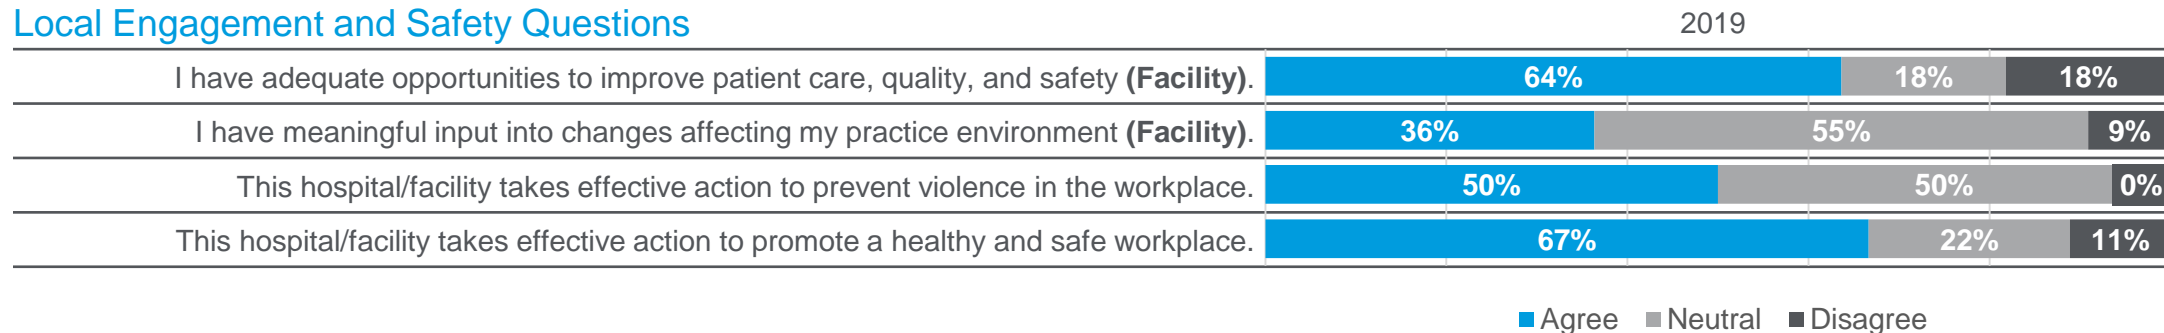 Local Engagement and Safety Questions 2019
I have adequate opportunities to improve patient care, quality, and safety (Facility). 64% 18% 18%
I have meaningful input into changes affecting my practice environment (Facility). 36% 55% 9%
This hospital/facility takes effective action to prevent violence in the workplace. 50% 50% 0%
This hospital/facility takes effective action to promote a healthy and safe workplace. 67% 22% 11%
Agree Neutral Disagree